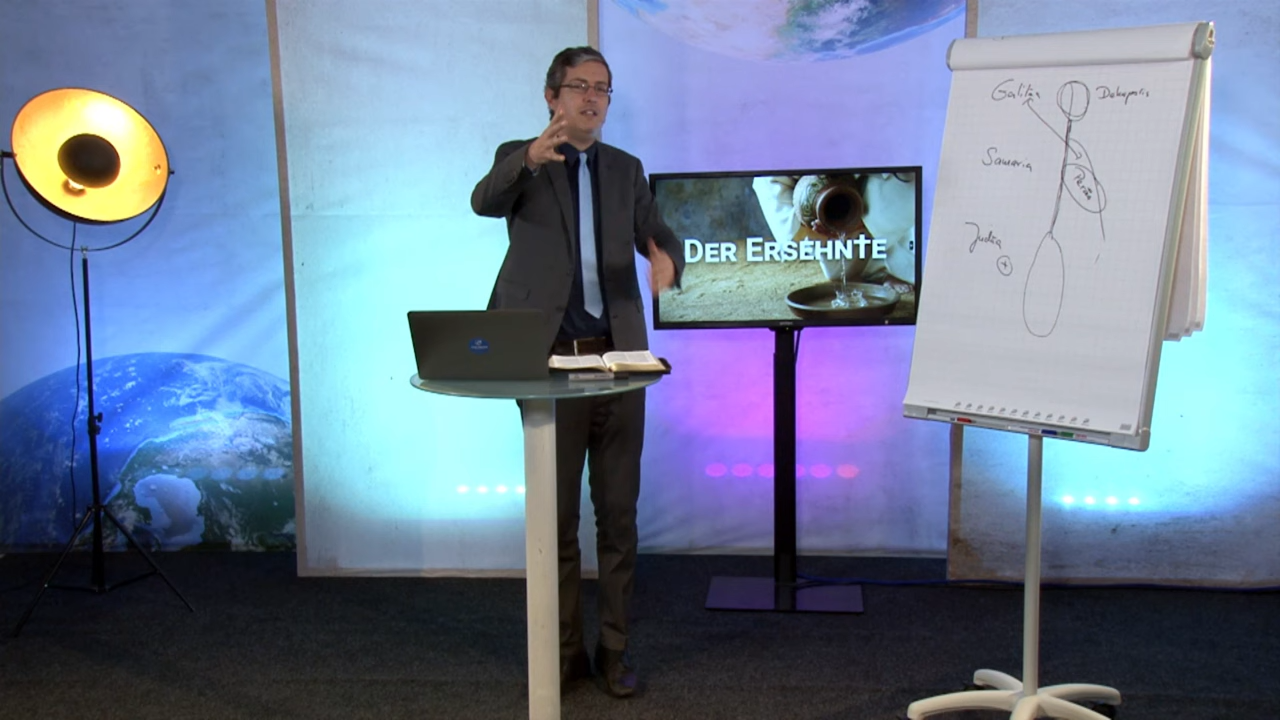 DER ERSEHNTE
Galiläa
Dekapolis
Samaria
Peräa
Judäa